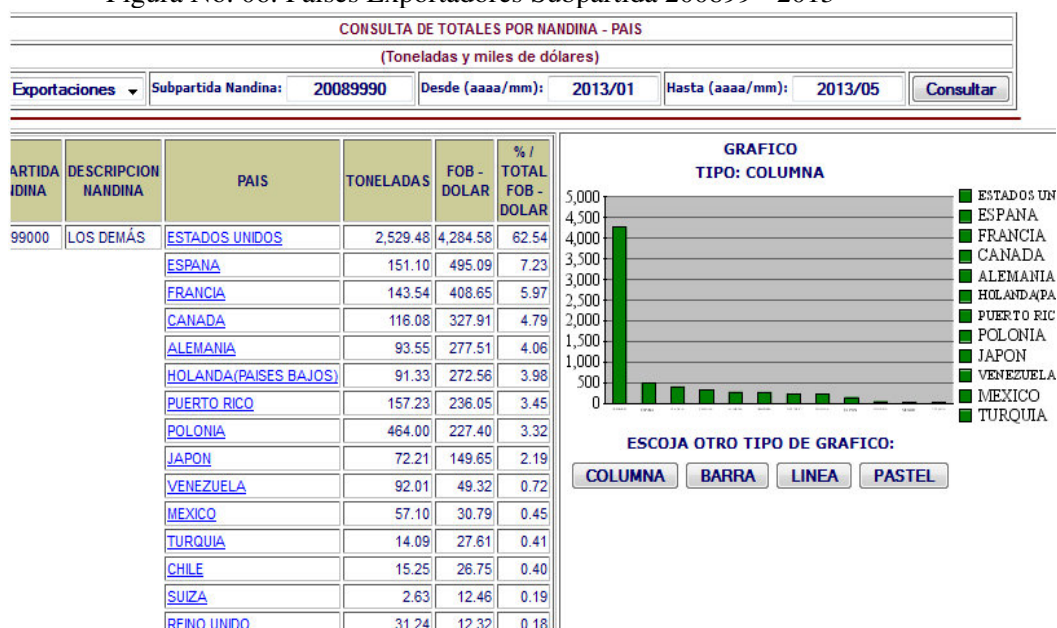 Figura No. 08: Países Exportadores Subpartida 200899 - 2013
CONSULTA DE TOTALES POR NANDINA - PAIS
(Toneladas y miles de dólares)
Exportaciones Subpartida Nandina: 20089990 Desde (aaaa/mm): 2013/01 Hasta (aaaa/mm): 2013/05 Consultar
ARTIDA NDINA DESCRIPCION NANDINA PAIS TONELADAS FOB - DOLAR % / TOTAL FOB - DOLAR
99000 LOS DEMÁS ESTADOS UNIDOS 2,529.48 4,284.58 62.54
ESPANA 151.10 495.09 7.23
FRANCIA 143.54 408.65 5.97
CANADA 116.08 327.91 4.79
ALEMANIA 93.55 277.51 4.06
HOLANDA(PAISES BAJOS) 91.33 272.56 3.98
PUERTO RICO 157.23 236.05 3.45
POLONIA 464.00 227.40 3.32
JAPON 72.21 149.65 2.19
VENEZUELA 92.01 49.32 0.72
MEXICO 57.10 30.79 0.45
TURQUIA 14.09 27.61 0.41
CHILE 15.25 26.75 0.40
SUIZA 2.63 12.46 0.19
REINO UNIDO 31.24 12.32 0.18
GRAFICO
TIPO: COLUMNA
5,000
4,500
4,000
3,500
3,000
2,500
2,000
1,500
1,000
500
0
ESTADOS UN
ESPANA
FRANCIA
CANADA
ALEMANIA
HOLANDA(PA
PUERTO RIC
POLONIA
JAPON
VENEZUELA
MEXICO
TURQUIA
ESCOJA OTRO TIPO DE GRAFICO:
COLUMNA BARRA LINEA PASTEL